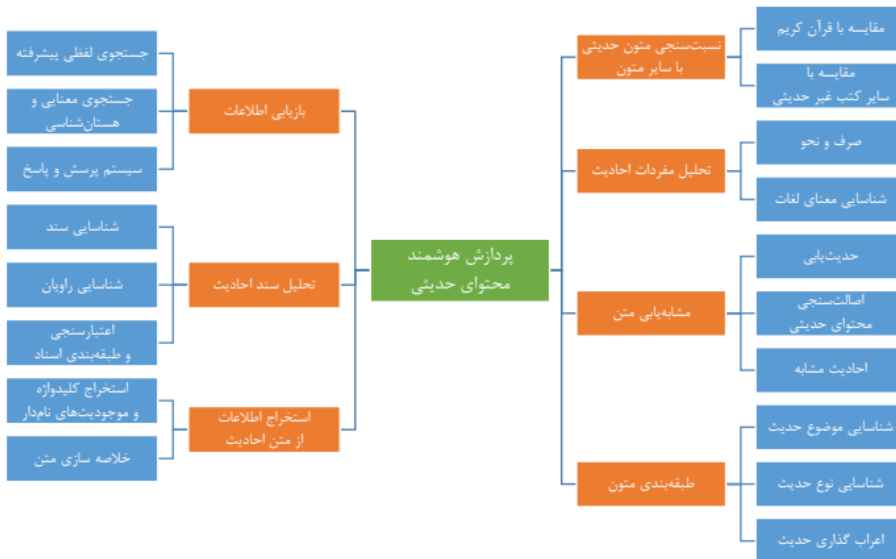 پردازش هوشمند
محتوای حدیثی
نسبت‌سنجی متون حدیثی
با سایر متون
مقایسه با قرآن کریم
مقایسه با
سایر کتب غیر حدیثی
تحلیل مفردات احادیث
صرف و نحو
شناسایی معنای لغات
مشابه‌یابی متن
حدیث‌یابی
اصالت‌سنجی
محتوای حدیثی
احادیث مشابه
طبقه‌بندی متون
شناسایی موضوع حدیث
شناسایی نوع حدیث
اعراب گذاری حدیث
بازیابی اطلاعات
جستجوی لفظی پیشرفته
جستجوی معنایی و
هستان‌شناسی
سیستم پرسش و پاسخ
تحلیل سند احادیث
شناسایی سند
شناسایی راویان
اعتبارسنجی
و طبقه‌بندی اسناد
استخراج اطلاعات
از متن احادیث
استخراج کلیدواژه
و موجودیت‌های نام‌دار
خلاصه سازی متن